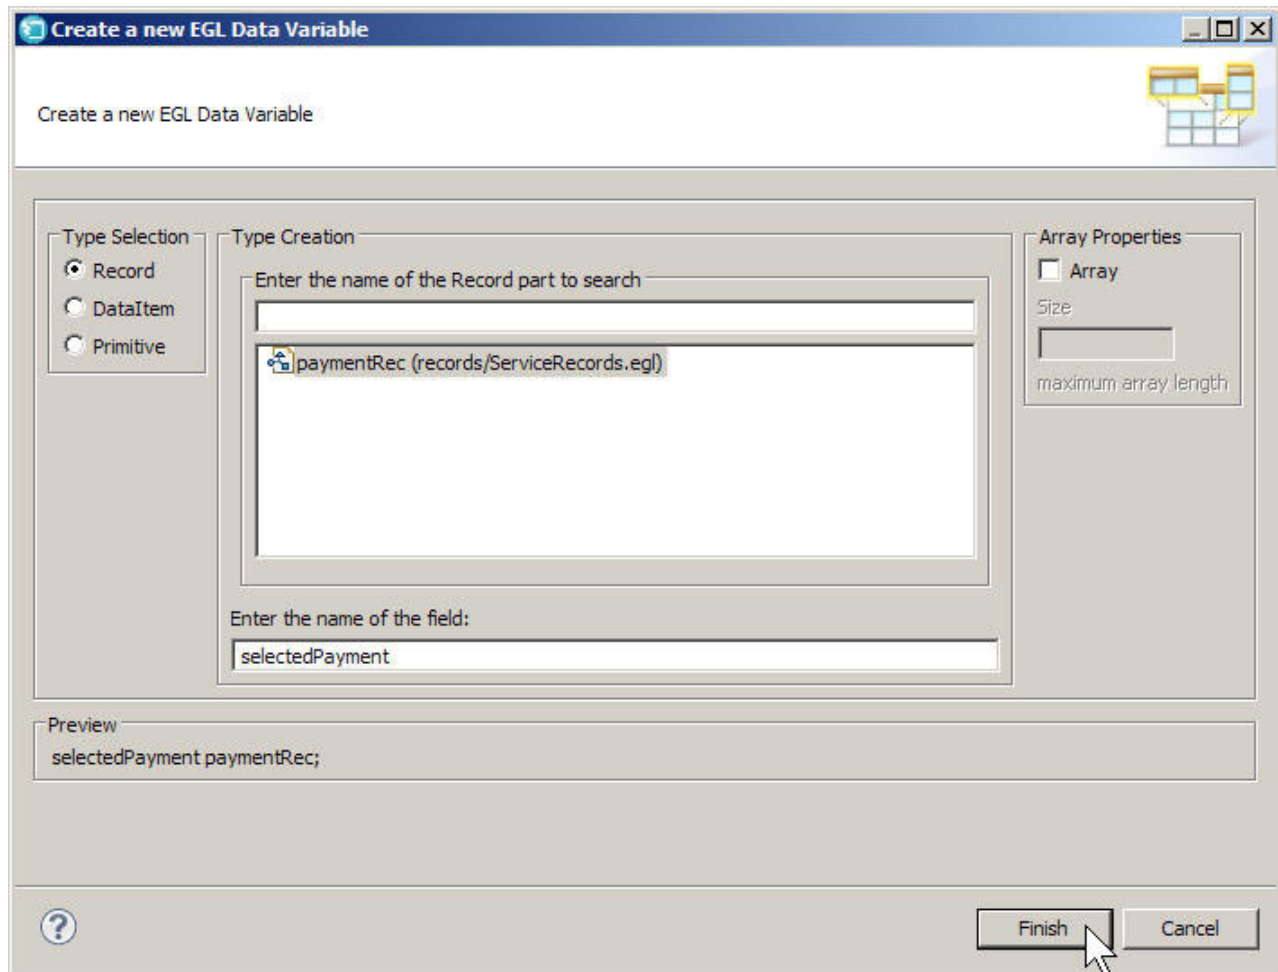 Create a new EGL Data Variable
Create a new EGL Data Variable
Type Selection
Record
DataItem
Primitive
Type Creation
Enter the name of the Record part to search
paymentRec (records/ServiceRecords.egl)
Enter the name of the field:
selectedPayment
Array Properties
Array
Size
maximum array length
Preview
selectedPayment paymentRec;
?
Finish
Cancel